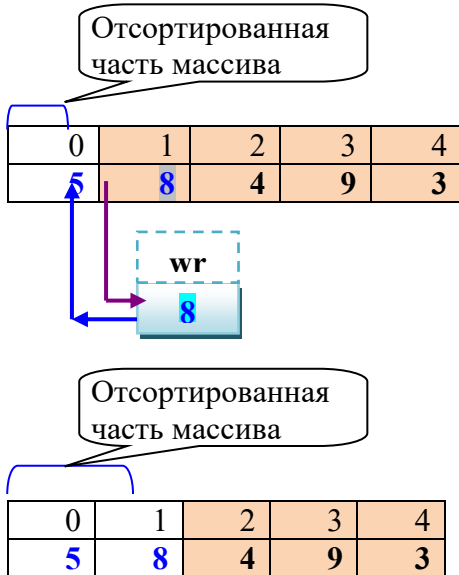 Отсортированная
часть массива
0 1 2 3 4
5 8 4 9 3
wr
8
Отсортированная
часть массива
0 1 2 3 4
5 8 4 9 3